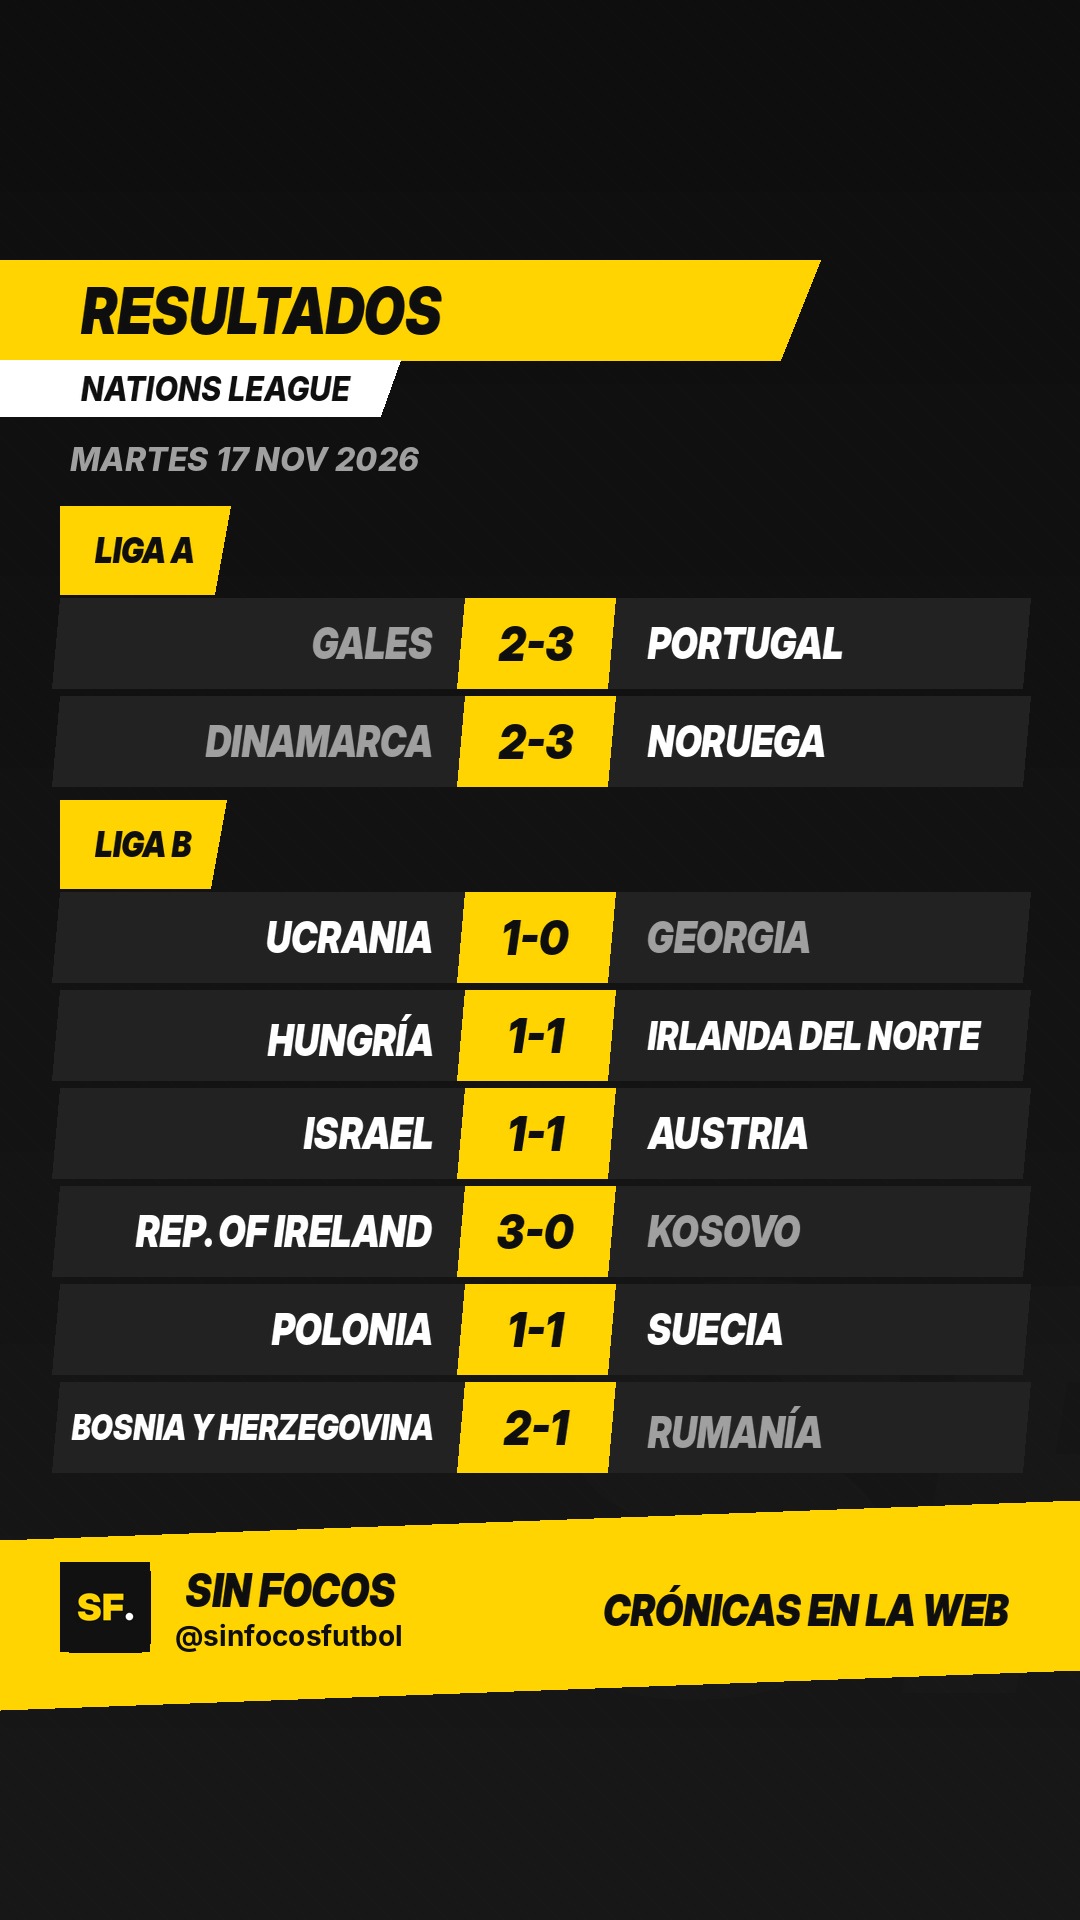 RESULTADOS
NATIONS LEAGUE
MARTES 17 NOV 2026
LIGA A
GALES 2-3 PORTUGAL
DINAMARCA 2-3 NORUEGA
LIGA B
UCRANIA 1-0 GEORGIA
HUNGRÍA 1-1 IRLANDA DEL NORTE
ISRAEL 1-1 AUSTRIA
REP. OF IRELAND 3-0 KOSOVO
POLONIA 1-1 SUECIA
BOSNIA Y HERZEGOVINA 2-1 RUMANÍA
SF.
SIN FOCOS
@sinfocosfutbol
CRÓNICAS EN LA WEB